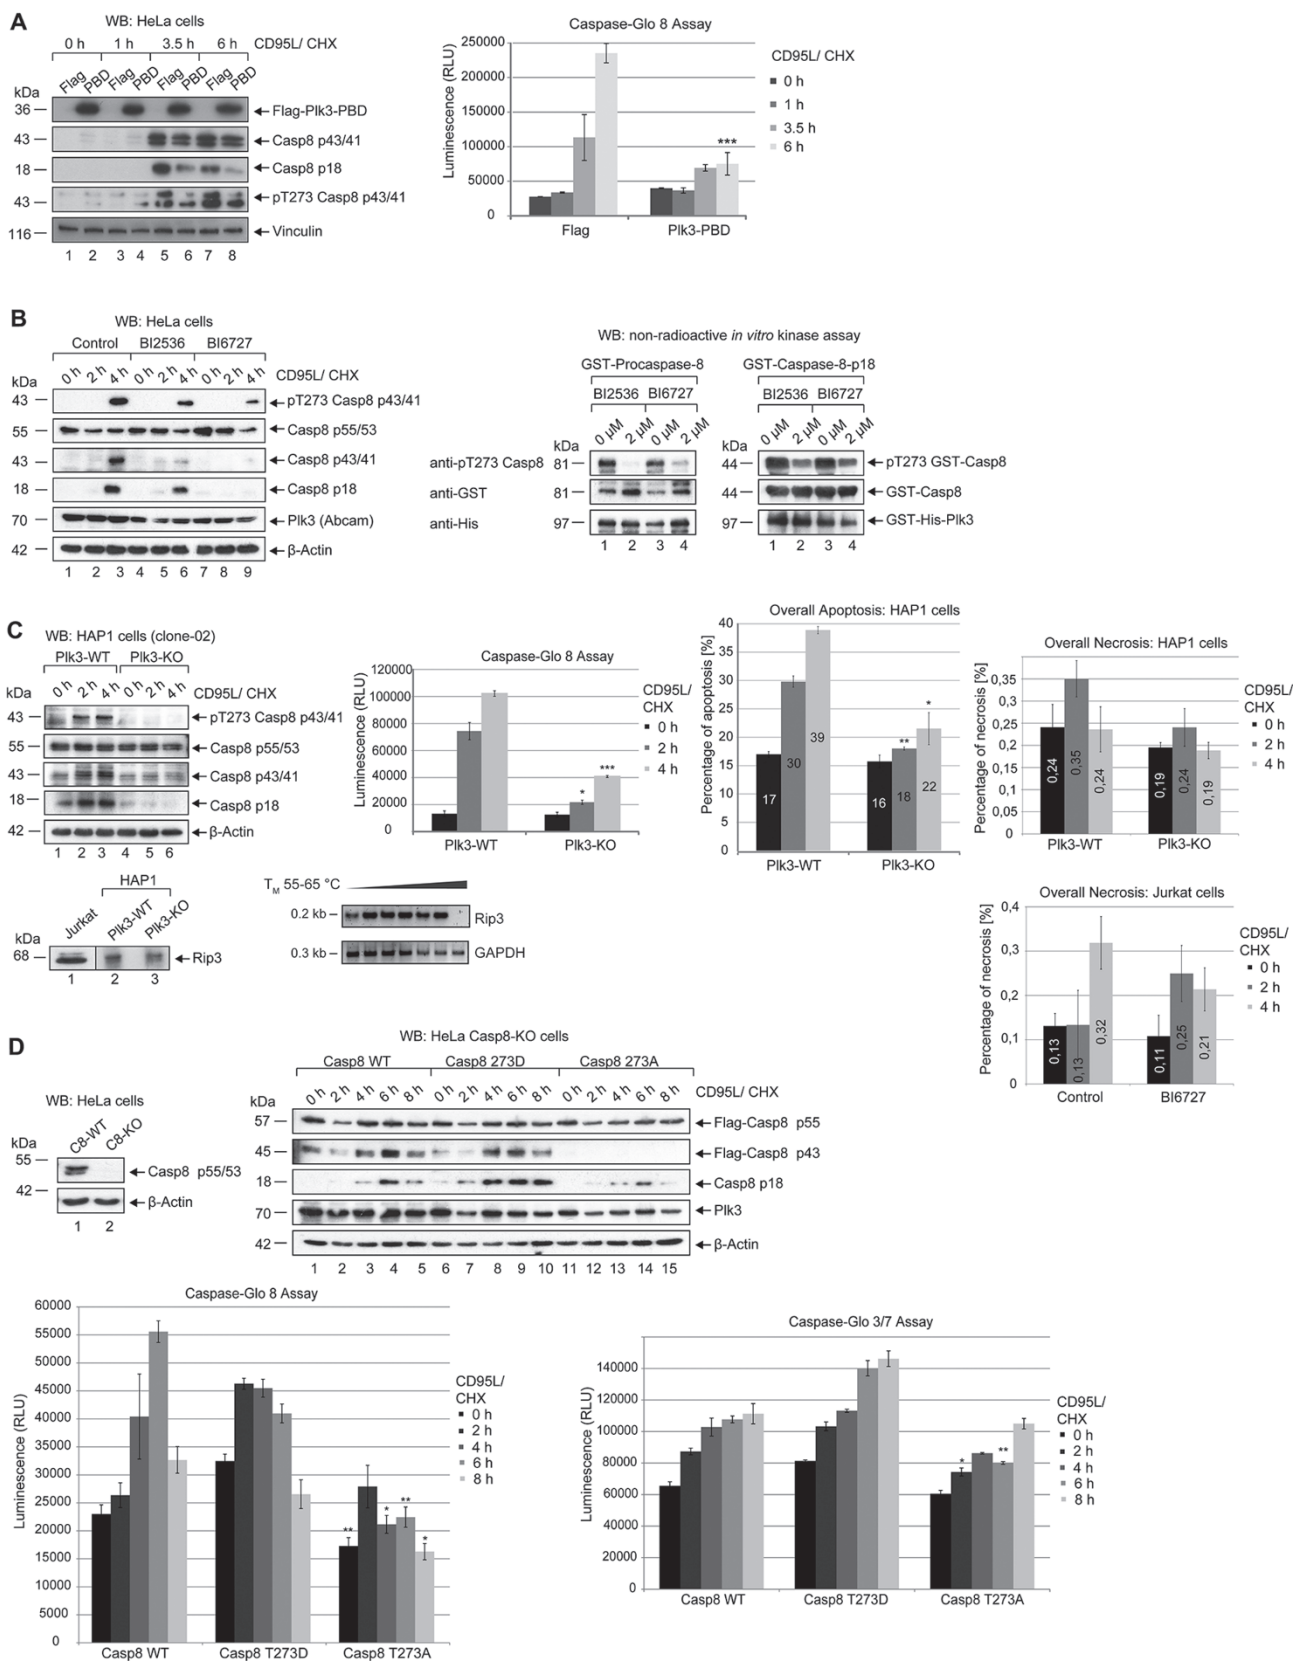 A
WB: HeLa cells
0 h 1 h 3.5 h 6 h CD95L/ CHX
Flag PBD Flag PBD Flag PBD Flag PBD
kDa
36 Flag-Plk3-PBD
43 Casp8 p43/41
18 Casp8 p18
43 pT273 Casp8 p43/41
116 Vinculin
1 2 3 4 5 6 7 8
Caspase-Glo 8 Assay
Luminescence (RLU)
250000
200000
150000
100000
50000
0
***
Flag Plk3-PBD
CD95L/ CHX
0 h
1 h
3.5 h
6 h
B
WB: HeLa cells
Control BI2536 BI6727
0 h 2 h 4 h 0 h 2 h 4 h 0 h 2 h 4 h CD95L/ CHX
kDa
43 pT273 Casp8 p43/41
55 Casp8 p55/53
43 Casp8 p43/41
18 Casp8 p18
70 Plk3 (Abcam)
42 β-Actin
1 2 3 4 5 6 7 8 9
WB: non-radioactive in vitro kinase assay
GST-Procaspase-8 GST-Caspase-8-p18
BI2536 BI6727 BI2536 BI6727
0 µM 2 µM 0 µM 2 µM 0 µM 2 µM 0 µM 2 µM
kDa kDa
anti-pT273 Casp8 81 44 pT273 GST-Casp8
anti-GST 81 44 GST-Casp8
anti-His 97 97 GST-His-Plk3
1 2 3 4 1 2 3 4
C
WB: HAP1 cells (clone-02)
Plk3-WT Plk3-KO
0 h 2 h 4 h 0 h 2 h 4 h CD95L/ CHX
kDa
43 pT273 Casp8 p43/41
55 Casp8 p55/53
43 Casp8 p43/41
18 Casp8 p18
42 β-Actin
1 2 3 4 5 6
Caspase-Glo 8 Assay
Luminescence (RLU)
120000
100000
80000
60000
40000
20000
0
* ***
Plk3-WT Plk3-KO
CD95L/
CHX
0 h
2 h
4 h
Overall Apoptosis: HAP1 cells
Percentage of apoptosis [%]
40
35
30
25
20
15
10
5
0
17 30 39 16 18 22
** *
Plk3-WT Plk3-KO
Overall Necrosis: HAP1 cells
Percentage of necrosis [%]
0,35
0,3
0,25
0,2
0,15
0,1
0,05
0
0,24 0,35 0,24 0,19 0,24 0,19
Plk3-WT Plk3-KO
CD95L/
CHX
0 h
2 h
4 h
HAP1
Jurkat Plk3-WT Plk3-KO
kDa
68 Rip3
1 2 3
TM 55-65 °C
0.2 kb Rip3
0.3 kb GAPDH
Overall Necrosis: Jurkat cells
Percentage of necrosis [%]
0,4
0,3
0,2
0,1
0
0,13 0,13 0,32 0,11 0,25 0,21
Control BI6727
CD95L/
CHX
0 h
2 h
4 h
D
WB: HeLa cells
C8-WT C8-KO
kDa
55 Casp8 p55/53
42 β-Actin
1 2
WB: HeLa Casp8-KO cells
Casp8 WT Casp8 273D Casp8 273A
0 h 2 h 4 h 6 h 8 h 0 h 2 h 4 h 6 h 8 h 0 h 2 h 4 h 6 h 8 h CD95L/ CHX
kDa
57 Flag-Casp8 p55
45 Flag-Casp8 p43
18 Casp8 p18
70 Plk3
42 β-Actin
1 2 3 4 5 6 7 8 9 10 11 12 13 14 15
Caspase-Glo 8 Assay
Luminescence (RLU)
60000
55000
50000
45000
40000
35000
30000
25000
20000
15000
10000
5000
0
** * ** *
Casp8 WT Casp8 T273D Casp8 T273A
CD95L/
CHX
0 h
2 h
4 h
6 h
8 h
Caspase-Glo 3/7 Assay
Luminescence (RLU)
140000
120000
100000
80000
60000
40000
20000
0
* **
Casp8 WT Casp8 T273D Casp8 T273A
CD95L/
CHX
0 h
2 h
4 h
6 h
8 h